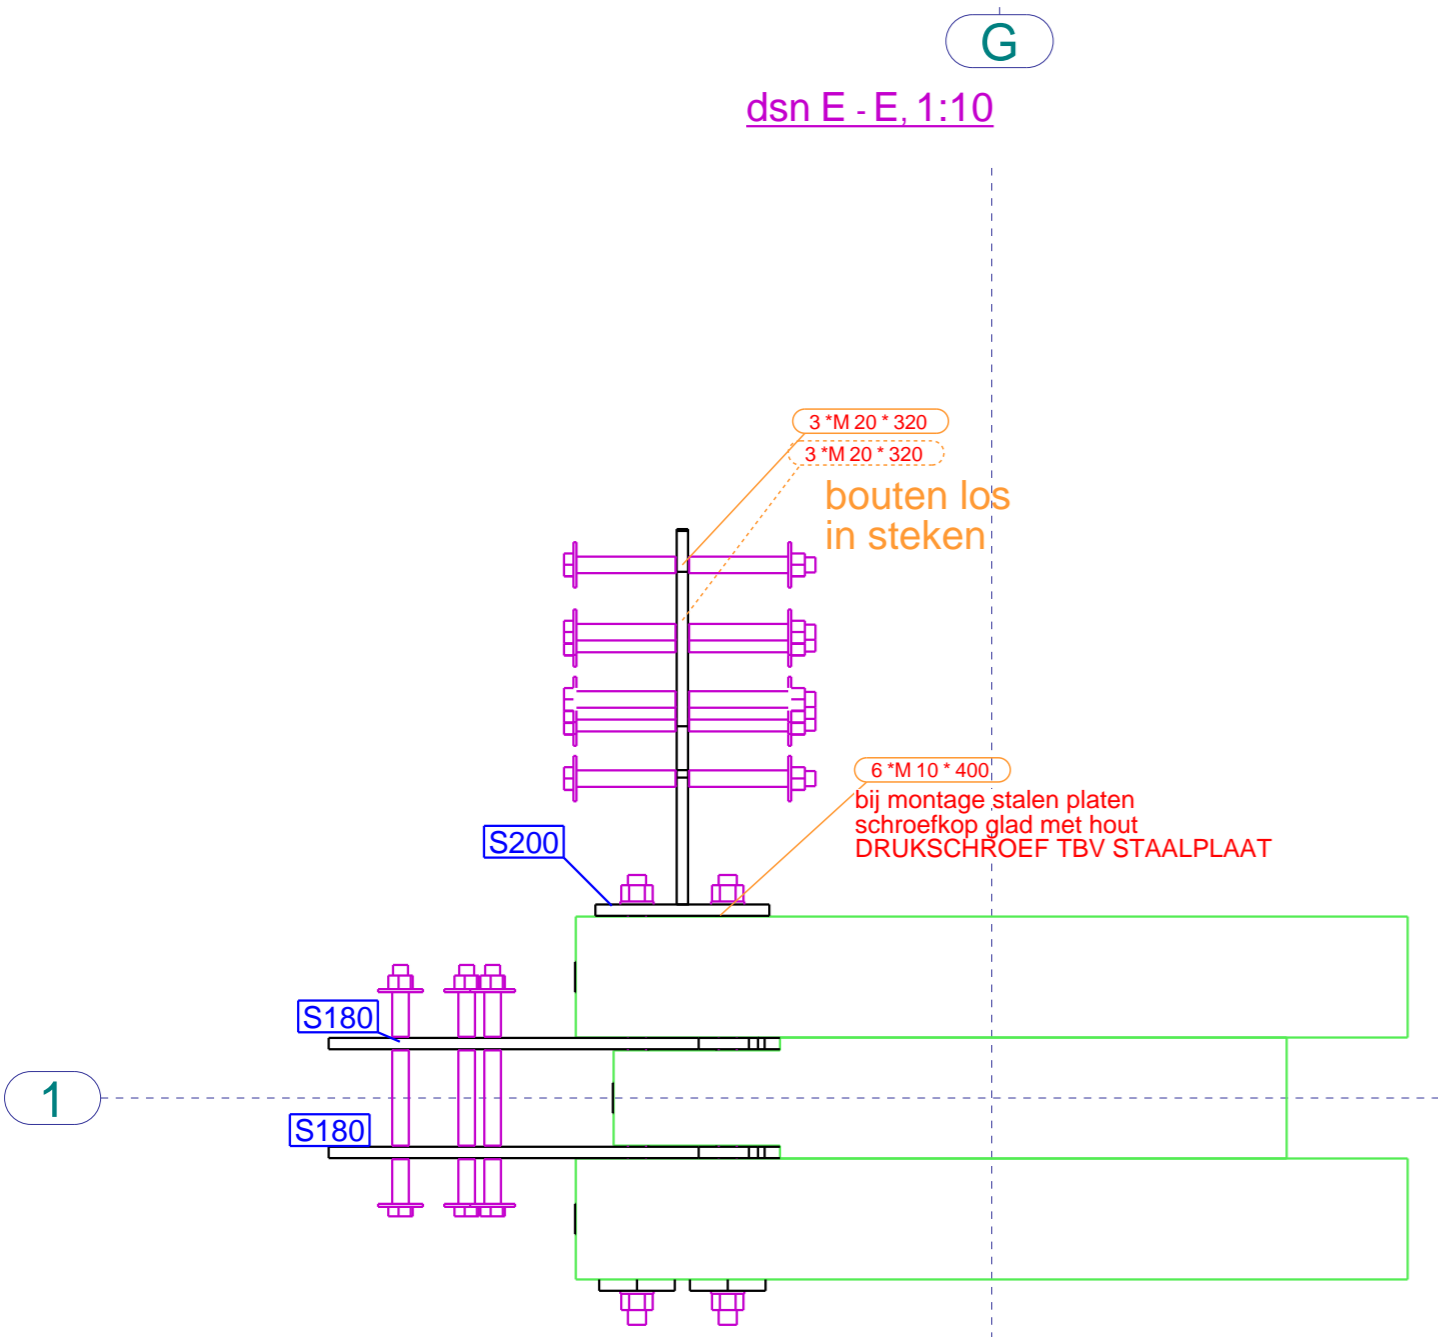 G
dsn E - E, 1:10
3 *M 20 * 320
3 *M 20 * 320
bouten los
in steken
6 *M 10 * 400
bij montage stalen platen
schroefkop glad met hout
DRUKSCHROEF TBV STAALPLAAT
S200
S180
1
S180